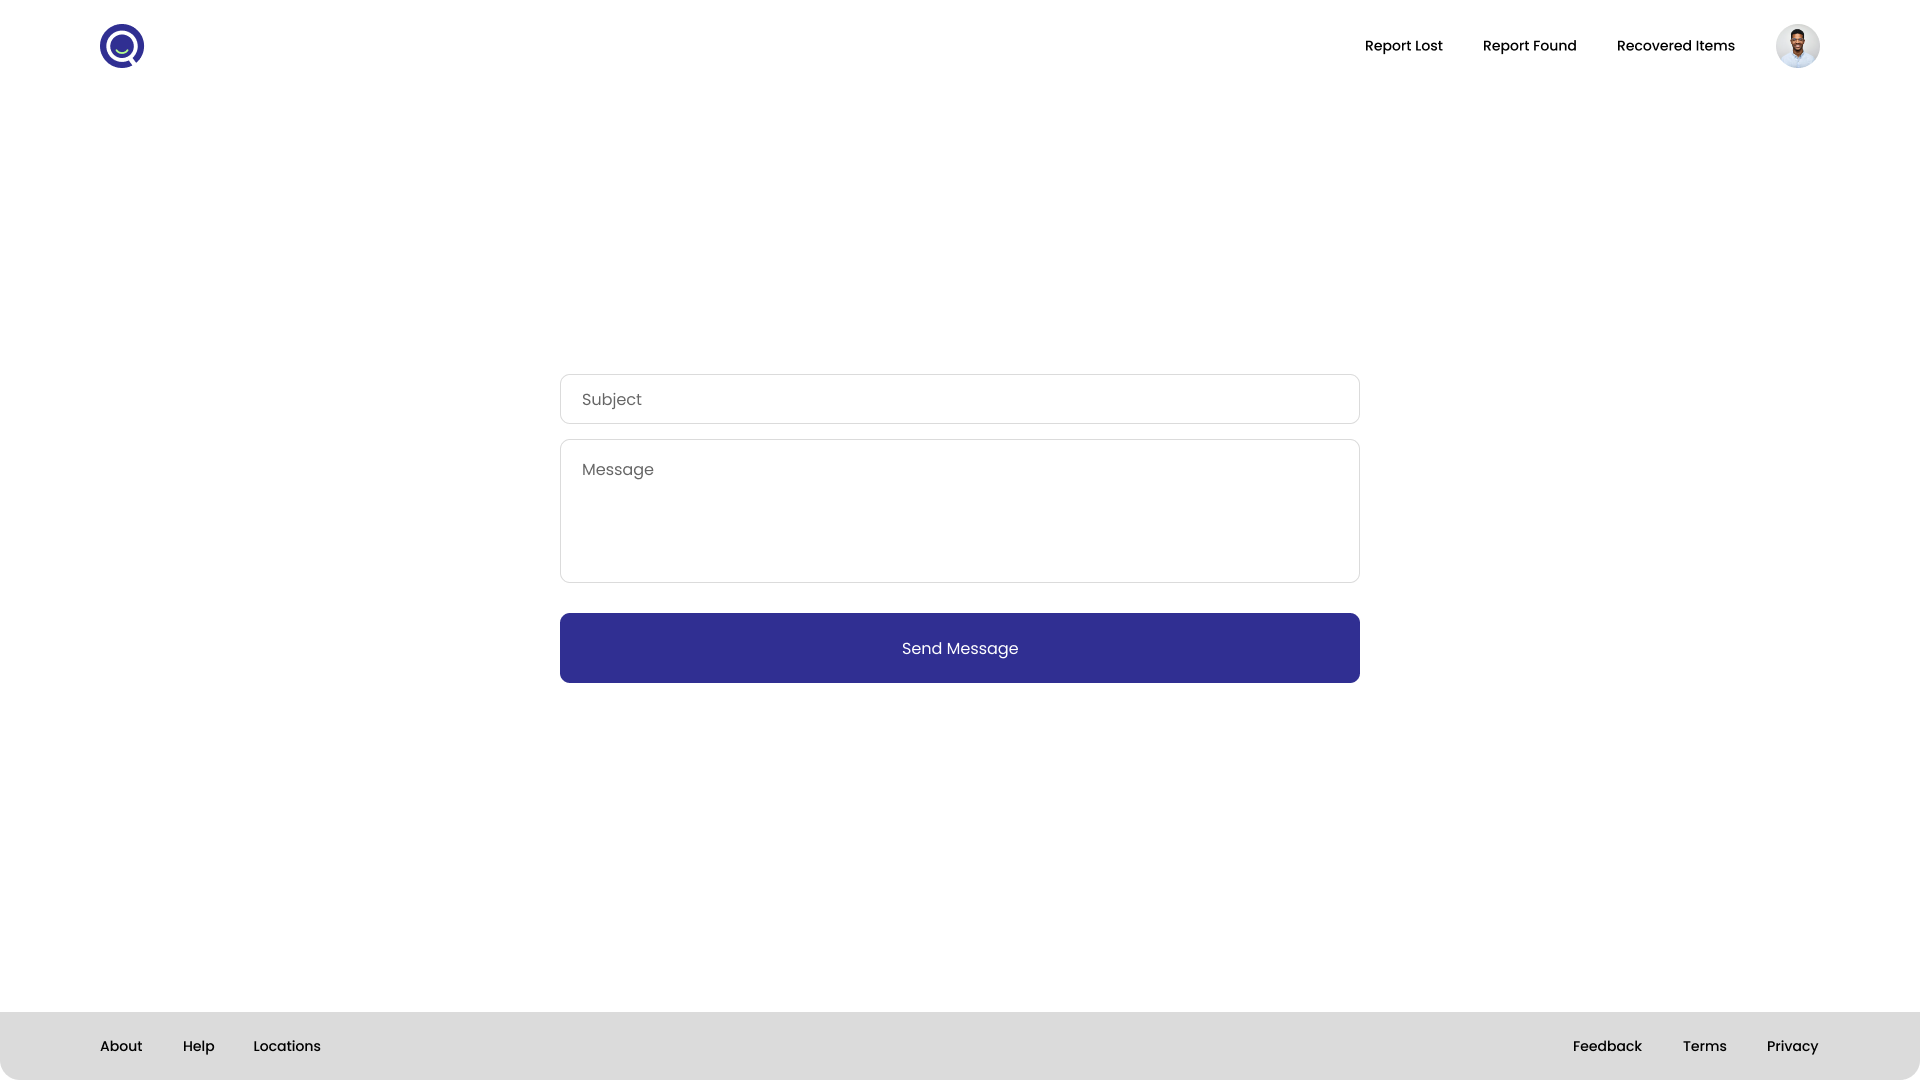 Report Lost
Report Found
Recovered Items
Subject
Message
Send Message
About
Help
Locations
Feedback
Terms
Privacy